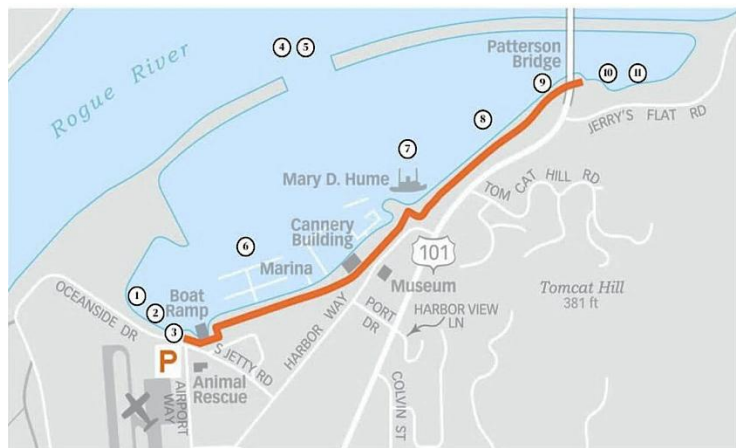 4 5
Patterson
Bridge
Rogue River
9
10 11
8
JERRY'S FLAT RD
7
Mary D. Hume
TOM CAT HILL RD
Cannery
Building
101
6
Marina
Museum
Tomcat Hill
381 ft
1
2
3
Boat
Ramp
OCEANSIDE DR
HARBOR WAY
PORT
DR
HARBOR VIEW
LN
S JETTY RD
P
Animal
Rescue
AIRPORT
WAY
COLVIN ST